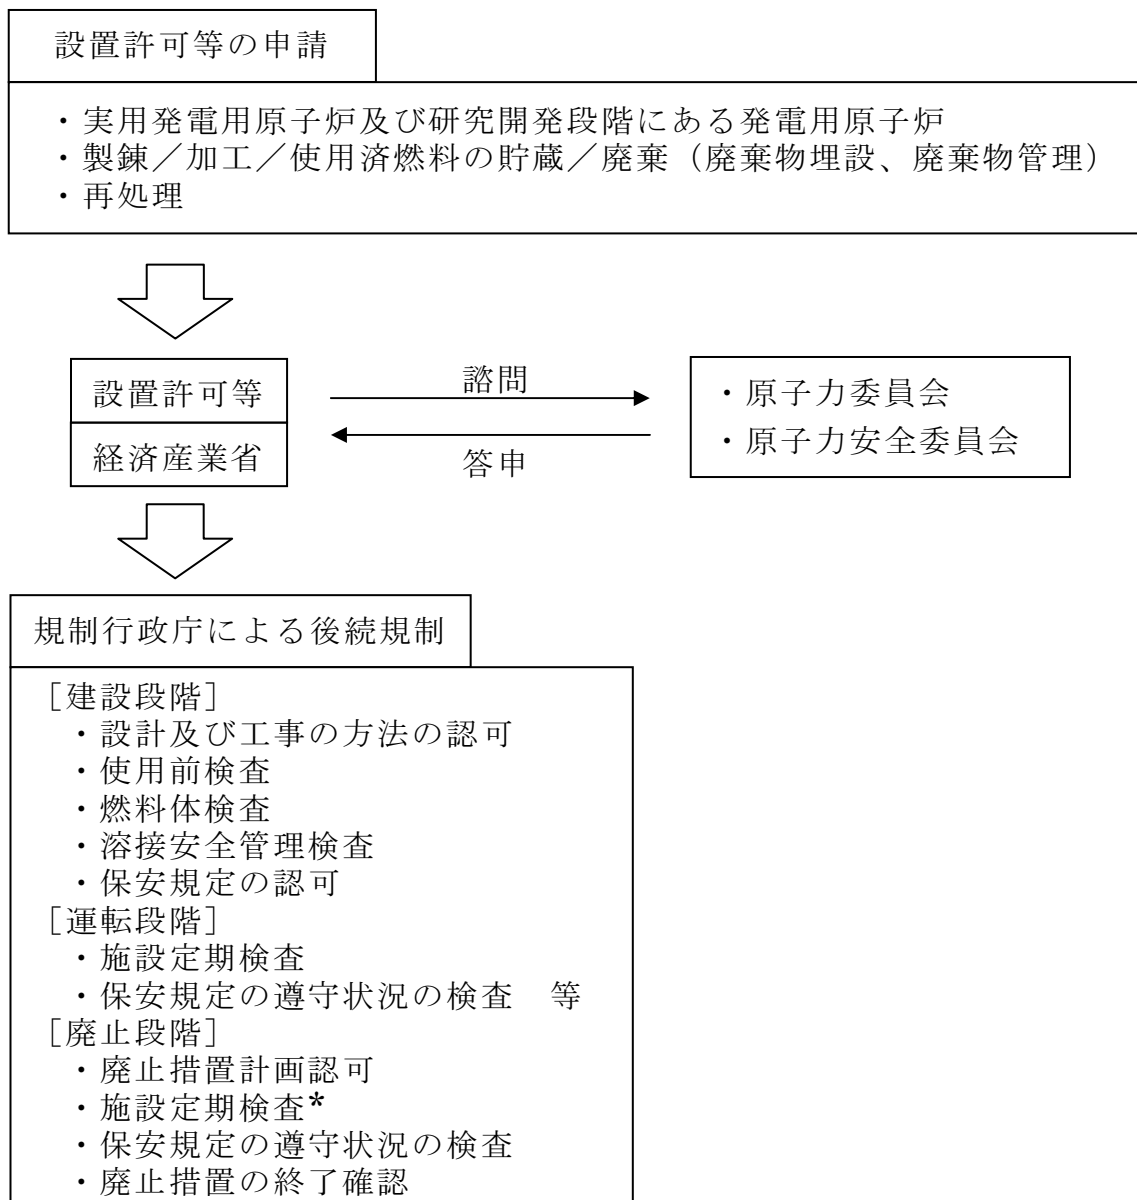 設置許可等の申請
・実用発電用原子炉及び研究開発段階にある発電用原子炉
・製錬／加工／使用済燃料の貯蔵／廃棄（廃棄物埋設、廃棄物管理）
・再処理
設置許可等
経済産業省
諮問
答申
・原子力委員会
・原子力安全委員会
規制行政庁による後続規制
［建設段階］
・設計及び工事の方法の認可
・使用前検査
・燃料体検査
・溶接安全管理検査
・保安規定の認可
［運転段階］
・施設定期検査
・保安規定の遵守状況の検査　等
［廃止段階］
・廃止措置計画認可
・施設定期検査*
・保安規定の遵守状況の検査
・廃止措置の終了確認